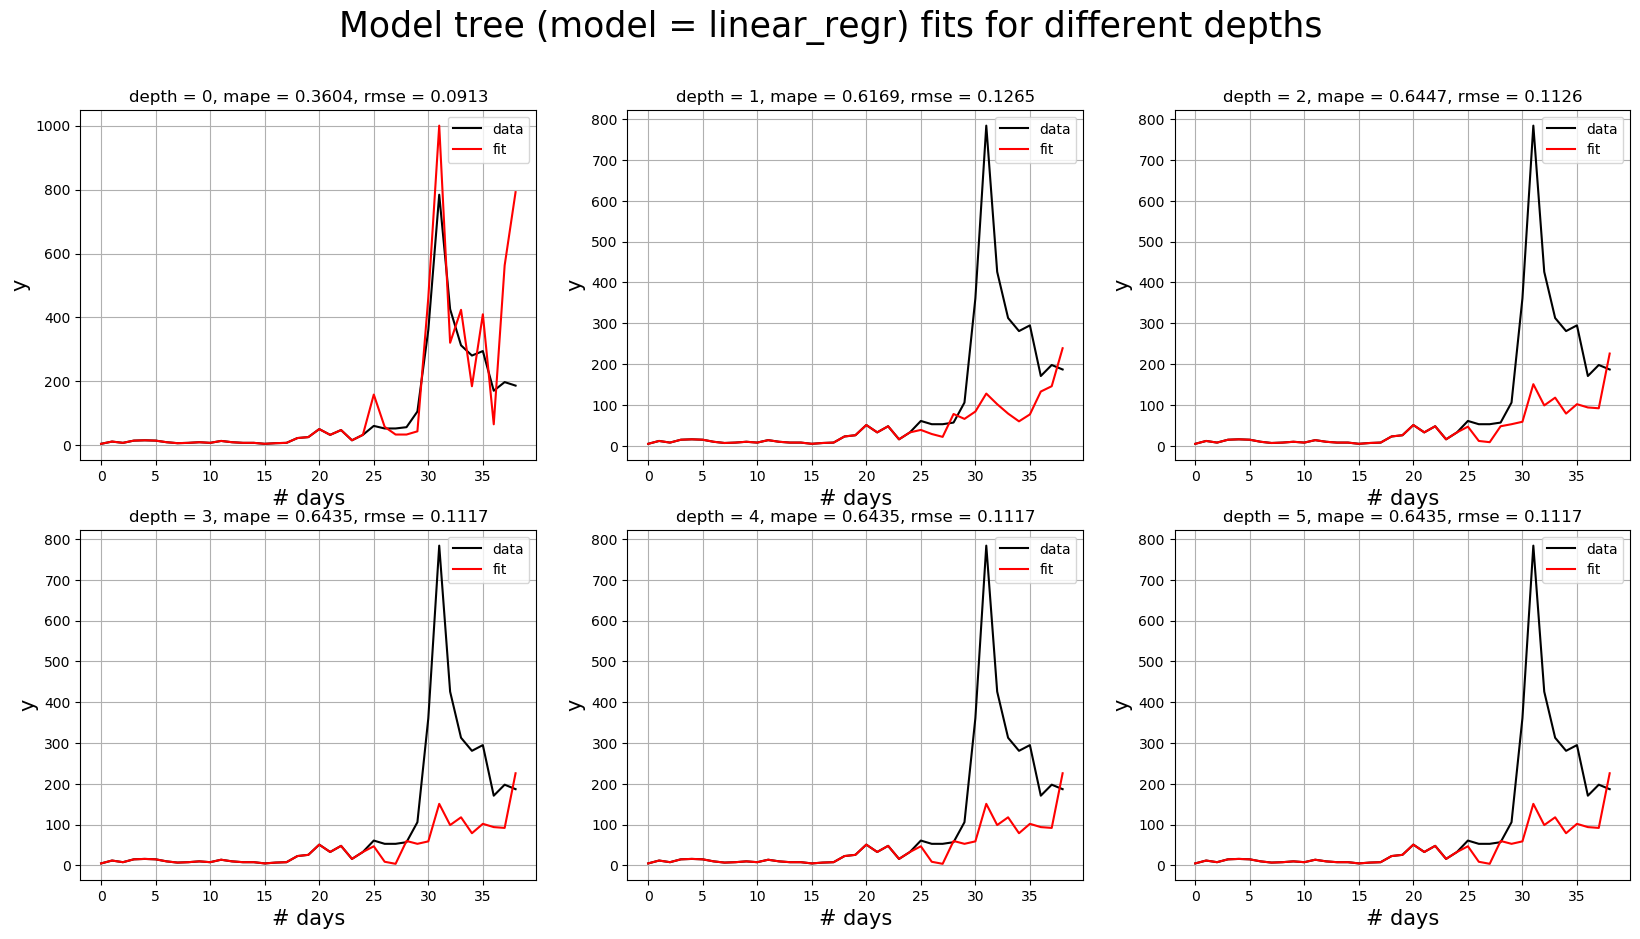 Model tree (model = linear_regr) fits for different depths
depth = 0, mape = 0.3604, rmse = 0.0913
1000
800
600
400
200
0
y
data
fit
0 5 10 15 20 25 30 35
# days
depth = 1, mape = 0.6169, rmse = 0.1265
800
700
600
500
400
300
200
100
0
y
data
fit
0 5 10 15 20 25 30 35
# days
depth = 2, mape = 0.6447, rmse = 0.1126
800
700
600
500
400
300
200
100
0
y
data
fit
0 5 10 15 20 25 30 35
# days
depth = 3, mape = 0.6435, rmse = 0.1117
800
700
600
500
400
300
200
100
0
y
data
fit
0 5 10 15 20 25 30 35
# days
depth = 4, mape = 0.6435, rmse = 0.1117
800
700
600
500
400
300
200
100
0
y
data
fit
0 5 10 15 20 25 30 35
# days
depth = 5, mape = 0.6435, rmse = 0.1117
800
700
600
500
400
300
200
100
0
y
data
fit
0 5 10 15 20 25 30 35
# days